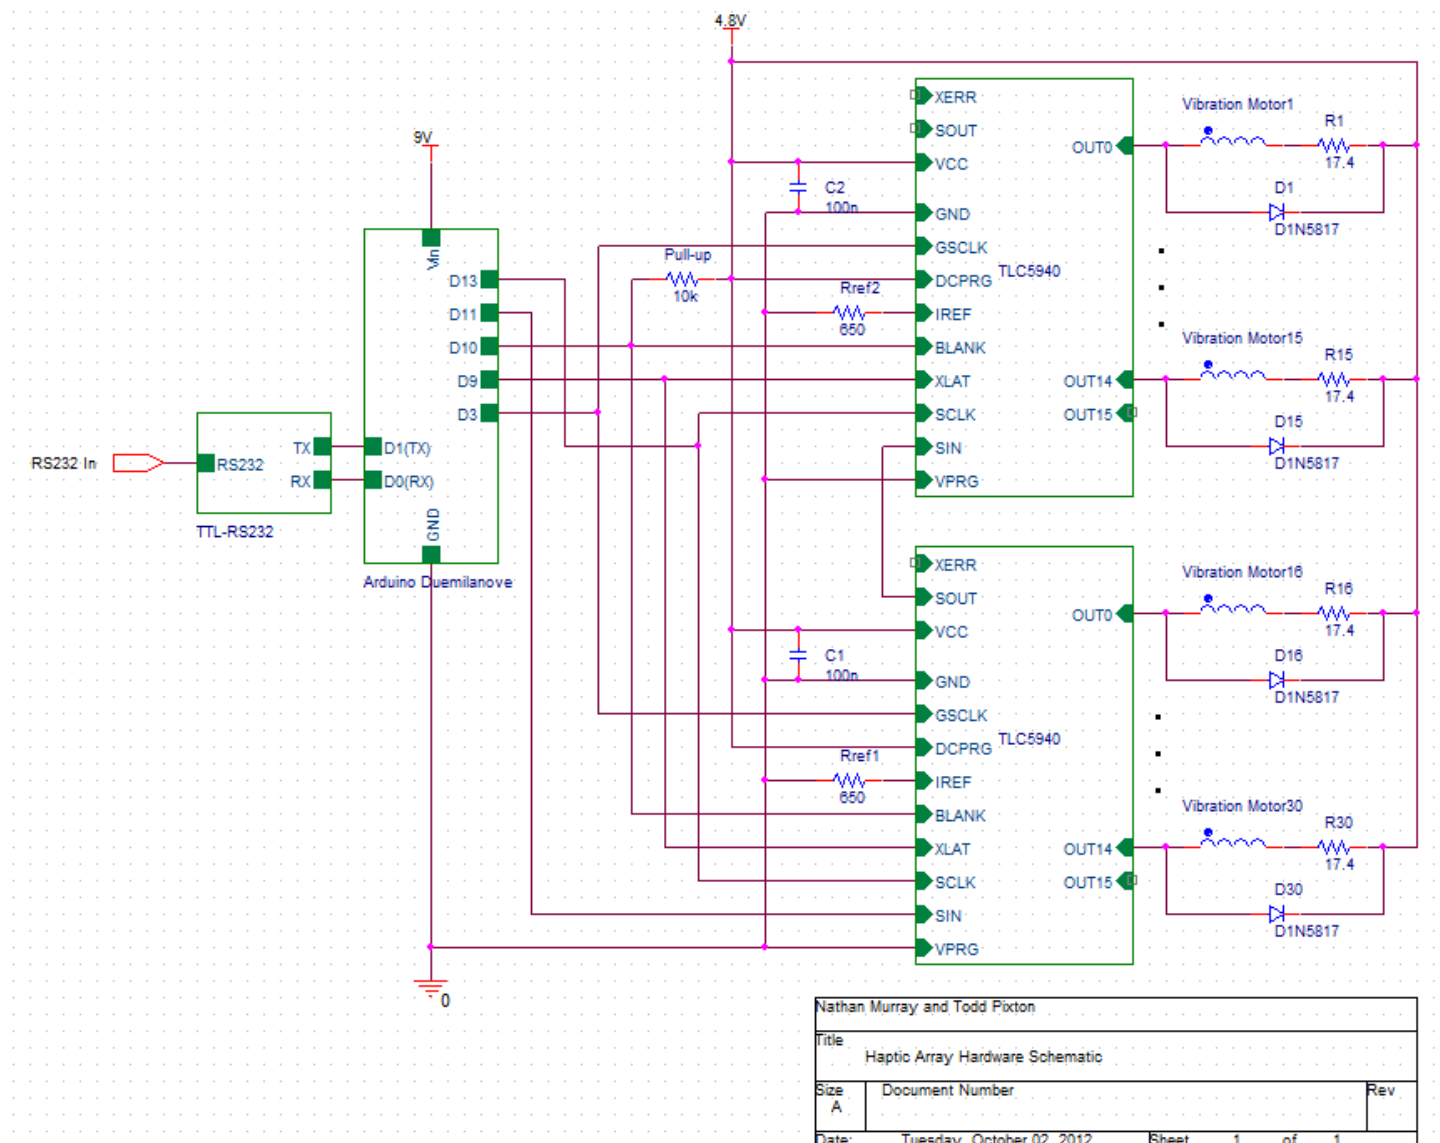 4.8V
9V
Vin
D13
D11
D10
D9
D3
D1(TX)
D0(RX)
GND
Arduino Duemilanove
RS232 In
RS232
TX
RX
TTL-RS232
Pull-up
10k
C2
100n
Rref2
650
XERR
SOUT
VCC
GND
GSCLK
DCPRG
IREF
BLANK
XLAT
SCLK
SIN
VPRG
TLC5940
OUT0
OUT14
OUT15
Vibration Motor1
R1
17.4
D1
D1N5817
Vibration Motor15
R15
17.4
D15
D1N5817
C1
100n
Rref1
650
XERR
SOUT
VCC
GND
GSCLK
DCPRG
IREF
BLANK
XLAT
SCLK
SIN
VPRG
TLC5940
OUT0
OUT14
OUT15
Vibration Motor16
R16
17.4
D16
D1N5817
Vibration Motor30
R30
17.4
D30
D1N5817
0
Nathan Murray and Todd Pixton
Title
Haptic Array Hardware Schematic
Size Document Number Rev
A
Date: Tuesday, October 02, 2012 Sheet 1 of 1